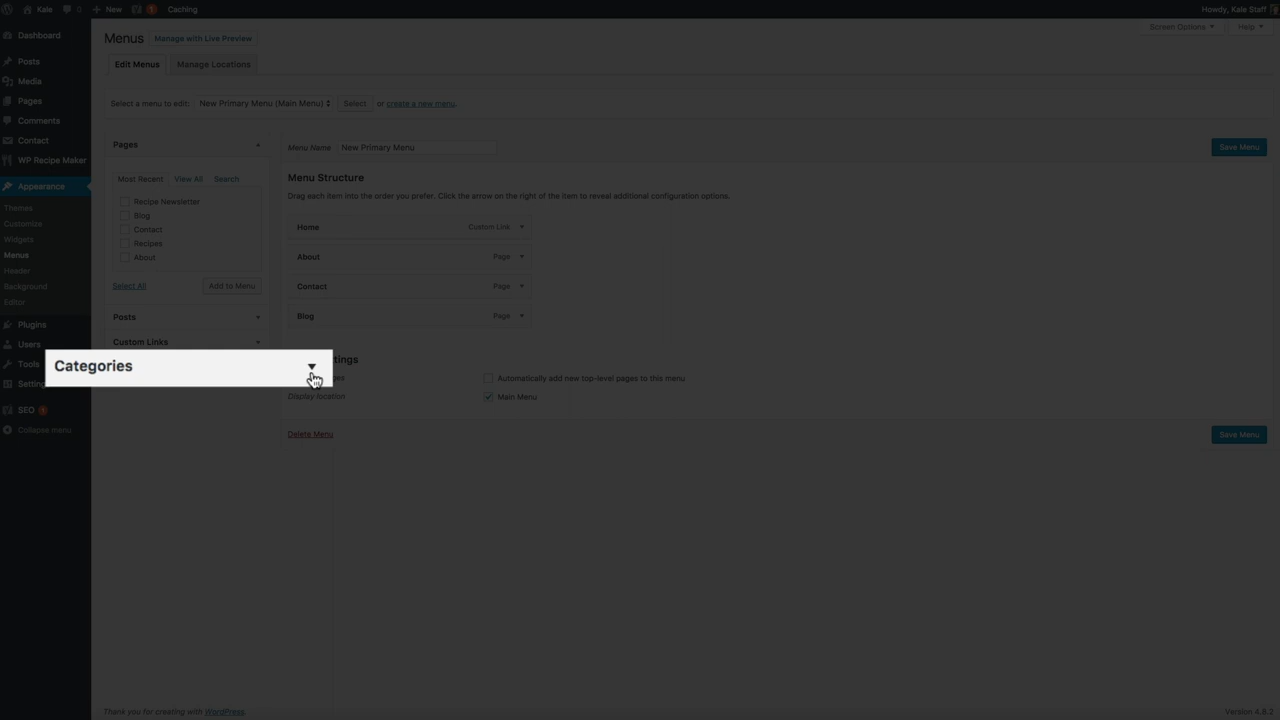 Kale 0 New 1 Caching Howdy, Kale Staff
Screen Options Help
Dashboard
Posts
Media
Pages
Comments
Contact
WP Recipe Maker
Appearance
Themes
Customize
Widgets
Menus
Header
Background
Editor
Plugins
Users
Tools
SEO 1
Collapse menu
Menus Manage with Live Preview
Edit Menus Manage Locations
Select a menu to edit: New Primary Menu (Main Menu) Select or create a new menu.
Pages
Most Recent View All Search
Recipe Newsletter
Blog
Contact
Recipes
About
Select All Add to Menu
Posts
Custom Links
Categories
Menu Name New Primary Menu Save Menu
Menu Structure
Drag each item into the order you prefer. Click the arrow on the right of the item to reveal additional configuration options.
Home Custom Link
About Page
Contact Page
Blog Page
Automatically add new top-level pages to this menu
Display location Main Menu
Delete Menu Save Menu
Thank you for creating with WordPress. Version 4.8.2